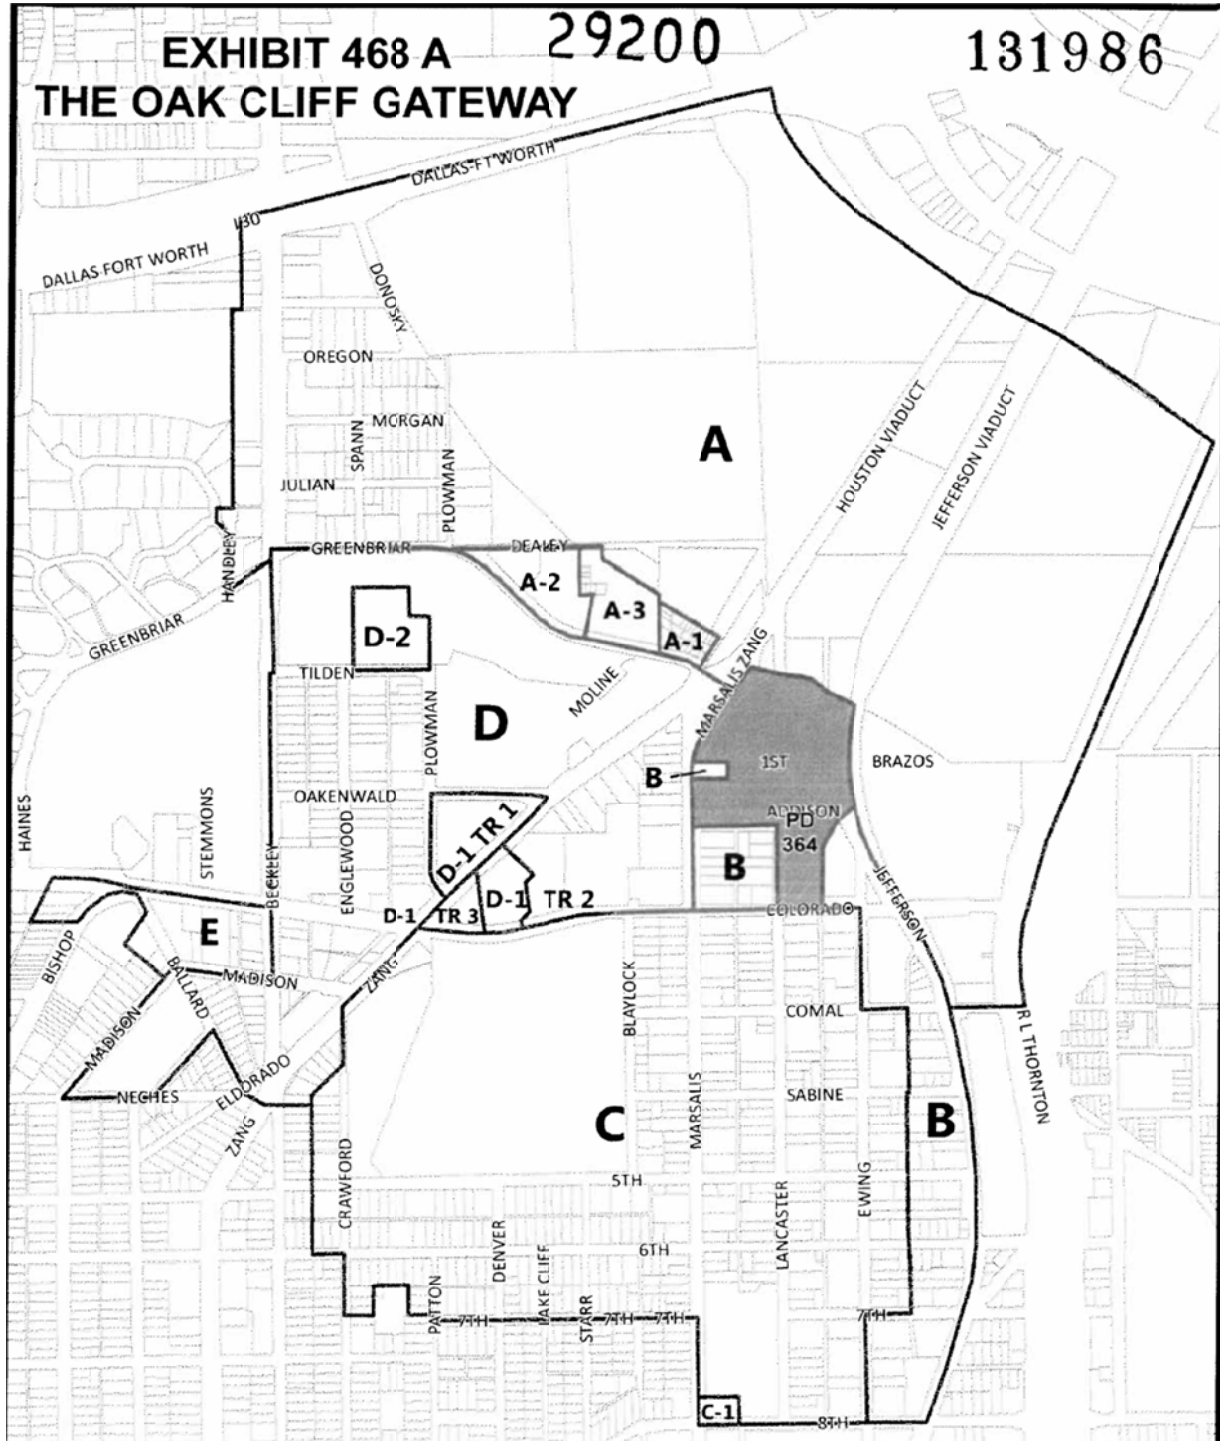 EXHIBIT 468 A
29200
131986
THE OAK CLIFF GATEWAY
DALLAS-FT WORTH
I30
DALLAS FORT WORTH
DONOSKY
OREGON
MORGAN
SPANN
JULIAN
PLOWMAN
A
HOUSTON VIADUCT
JEFFERSON VIADUCT
HANDLEY
GREENBRIAR
DEALEY
A-2
A-3
A-1
GREENBRIAR
D-2
TILDEN
MOLINE
MARSALIS
ZANG
PLOWMAN
D
1ST
BRAZOS
B
OAKENWALD
ADDISON
PD
364
HAINES
STEMMONS
ENGLEWOOD
BECKLEY
D-1 TR 1
B
JEFFERSON
D-1
TR 3
D-1
TR 2
COLORADO
E
BISHOP
BALLARD
MADISON
ZANG
BLAYLOCK
COMAL
R L THORNTON
MADISON
NECHES
ELDORADO
ZANG
MARSALIS
SABINE
C
B
CRAWFORD
5TH
LANCASTER
EWING
DENVER
LAKE CLIFF
6TH
PATTON
STARR
7TH
7TH
7TH
7TH
C-1
8TH